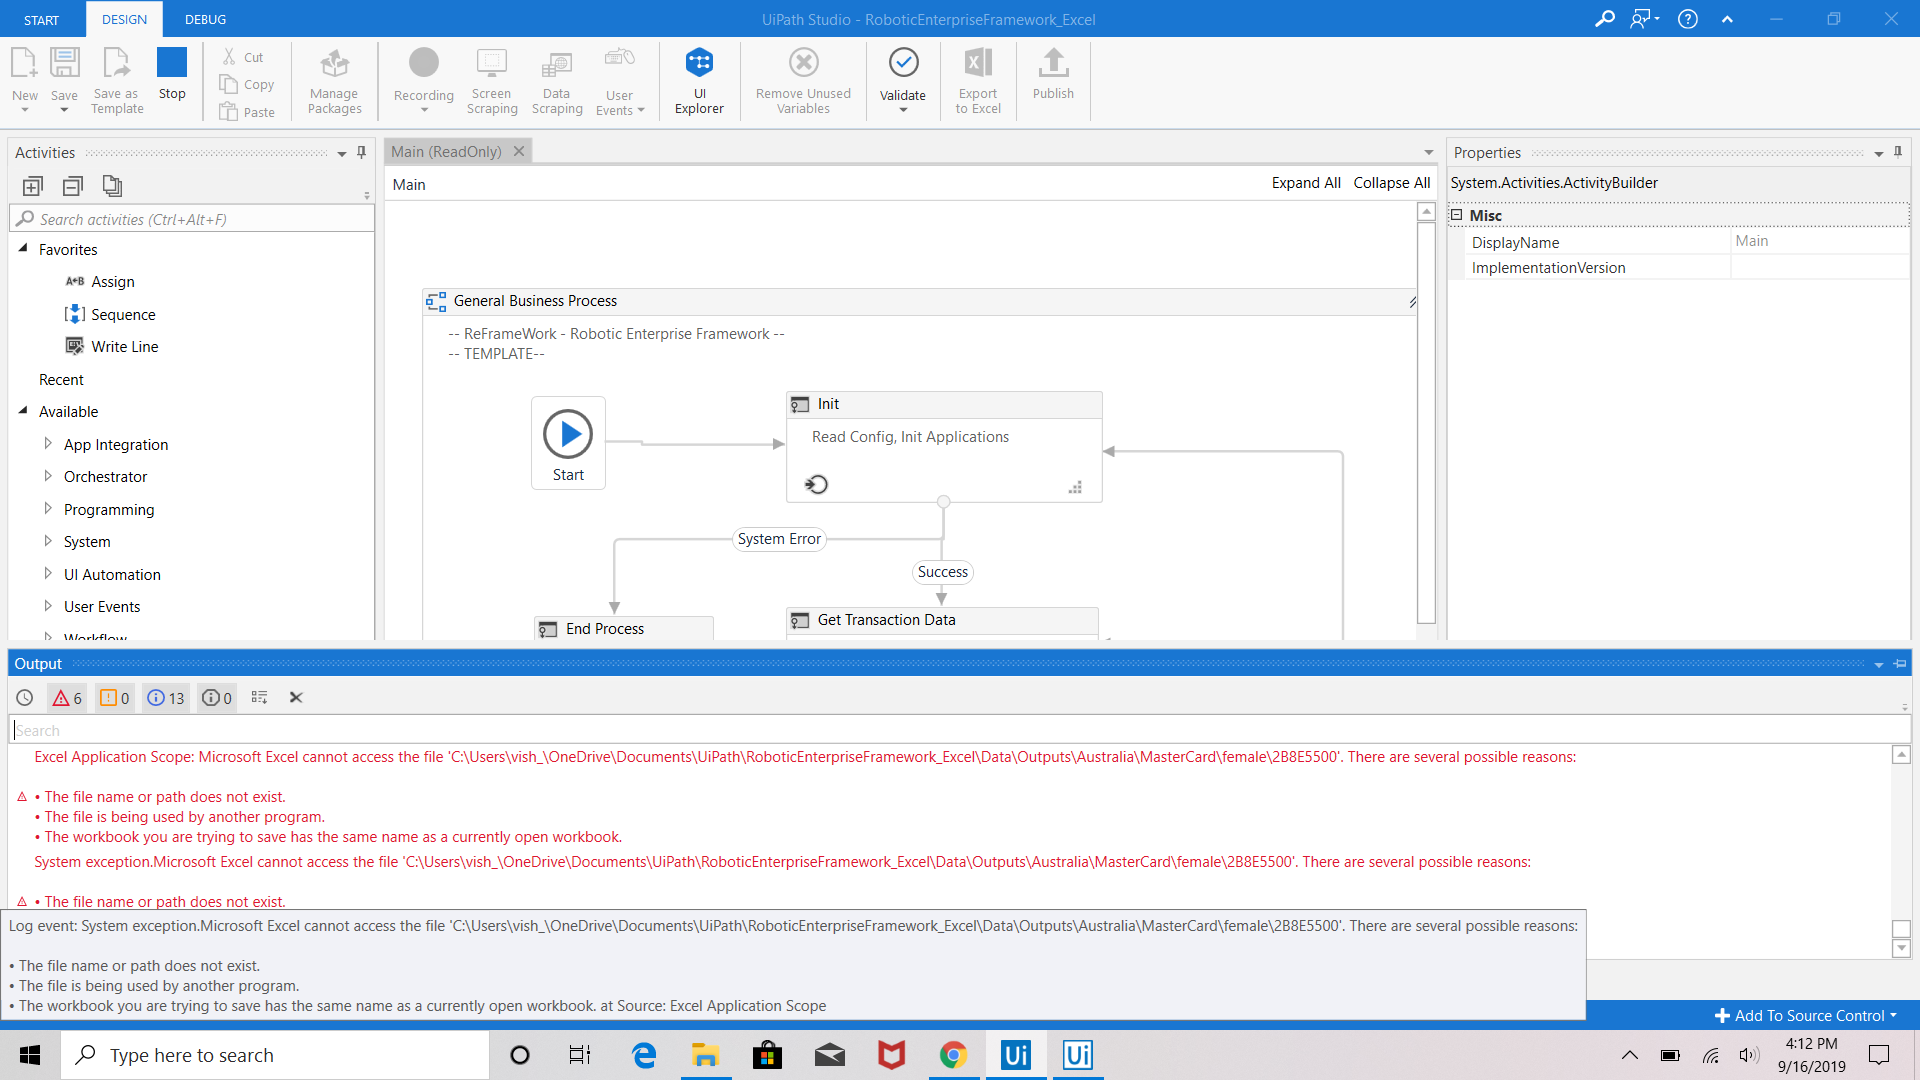 START
DESIGN
DEBUG
UiPath Studio - RoboticEnterpriseFramework_Excel
New
Save
Save as
Template
Stop
Cut
Copy
Paste
Manage
Packages
Recording
Screen
Scraping
Data
Scraping
User
Events
UI
Explorer
Remove Unused
Variables
Validate
Export
to Excel
Publish
Activities
Search activities (Ctrl+Alt+F)
Favorites
A+B Assign
Sequence
Write Line
Recent
Available
App Integration
Orchestrator
Programming
System
UI Automation
User Events
Workflow
Main (ReadOnly)
Main
Expand All Collapse All
General Business Process
-- ReFrameWork - Robotic Enterprise Framework --
-- TEMPLATE--
Start
Init
Read Config, Init Applications
System Error
Success
End Process
Get Transaction Data
Properties
System.Activities.ActivityBuilder
Misc
DisplayName Main
ImplementationVersion
Output
6 0 13 0
Search
Excel Application Scope: Microsoft Excel cannot access the file 'C:\Users\vish_\OneDrive\Documents\UiPath\RoboticEnterpriseFramework_Excel\Data\Outputs\Australia\MasterCard\female\2B8E5500'. There are several possible reasons:
• The file name or path does not exist.
• The file is being used by another program.
• The workbook you are trying to save has the same name as a currently open workbook.
System exception.Microsoft Excel cannot access the file 'C:\Users\vish_\OneDrive\Documents\UiPath\RoboticEnterpriseFramework_Excel\Data\Outputs\Australia\MasterCard\female\2B8E5500'. There are several possible reasons:
• The file name or path does not exist.
Log event: System exception.Microsoft Excel cannot access the file 'C:\Users\vish_\OneDrive\Documents\UiPath\RoboticEnterpriseFramework_Excel\Data\Outputs\Australia\MasterCard\female\2B8E5500'. There are several possible reasons:
• The file name or path does not exist.
• The file is being used by another program.
• The workbook you are trying to save has the same name as a currently open workbook. at Source: Excel Application Scope
Add To Source Control
Type here to search
Ui
Ui
4:12 PM
9/16/2019